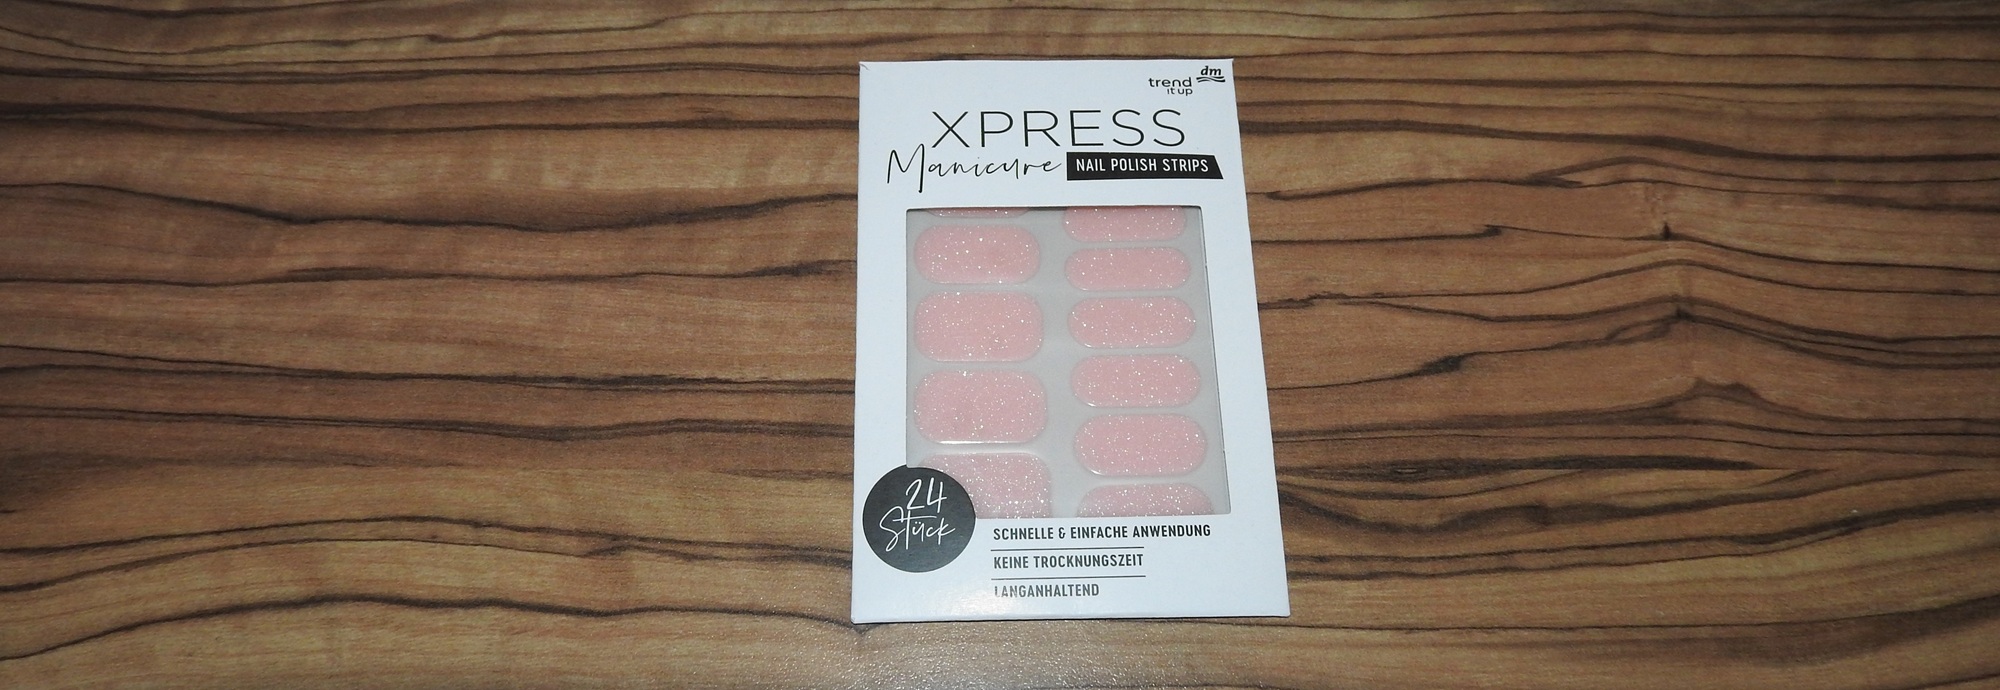 dm
trend
it up
XPRESS
Manicure NAIL POLISH STRIPS
24
Stück
SCHNELLE & EINFACHE ANWENDUNG
KEINE TROCKNUNGSZEIT
LANGANHALTEND